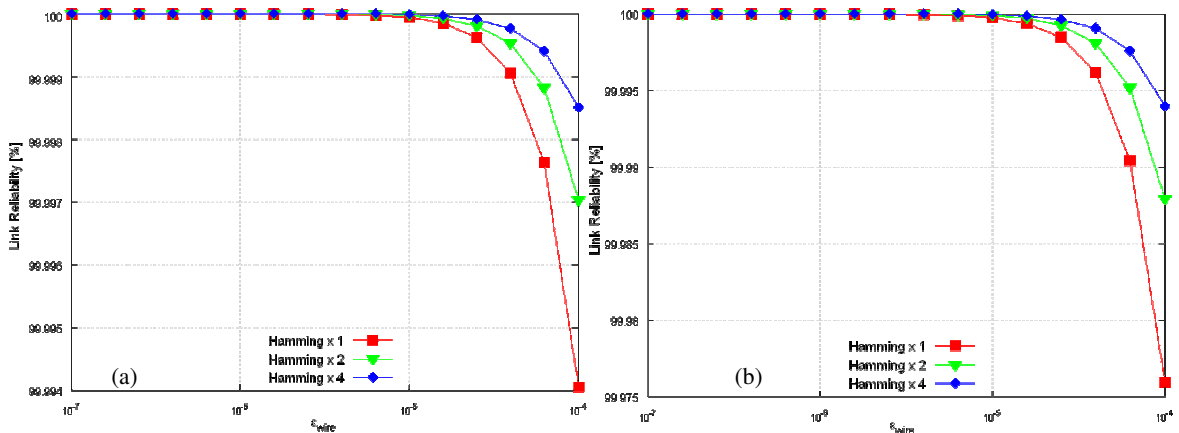 100
99.999
99.998
99.997
99.996
99.995
99.994
Link Reliability [%]
Hamming x 1
Hamming x 2
Hamming x 4
(a)
10-7
10-6
10-5
10-4
εwire
100
99.995
99.99
99.985
99.98
99.975
Link Reliability [%]
Hamming x 1
Hamming x 2
Hamming x 4
(b)
10-7
10-5
10-4
εwire